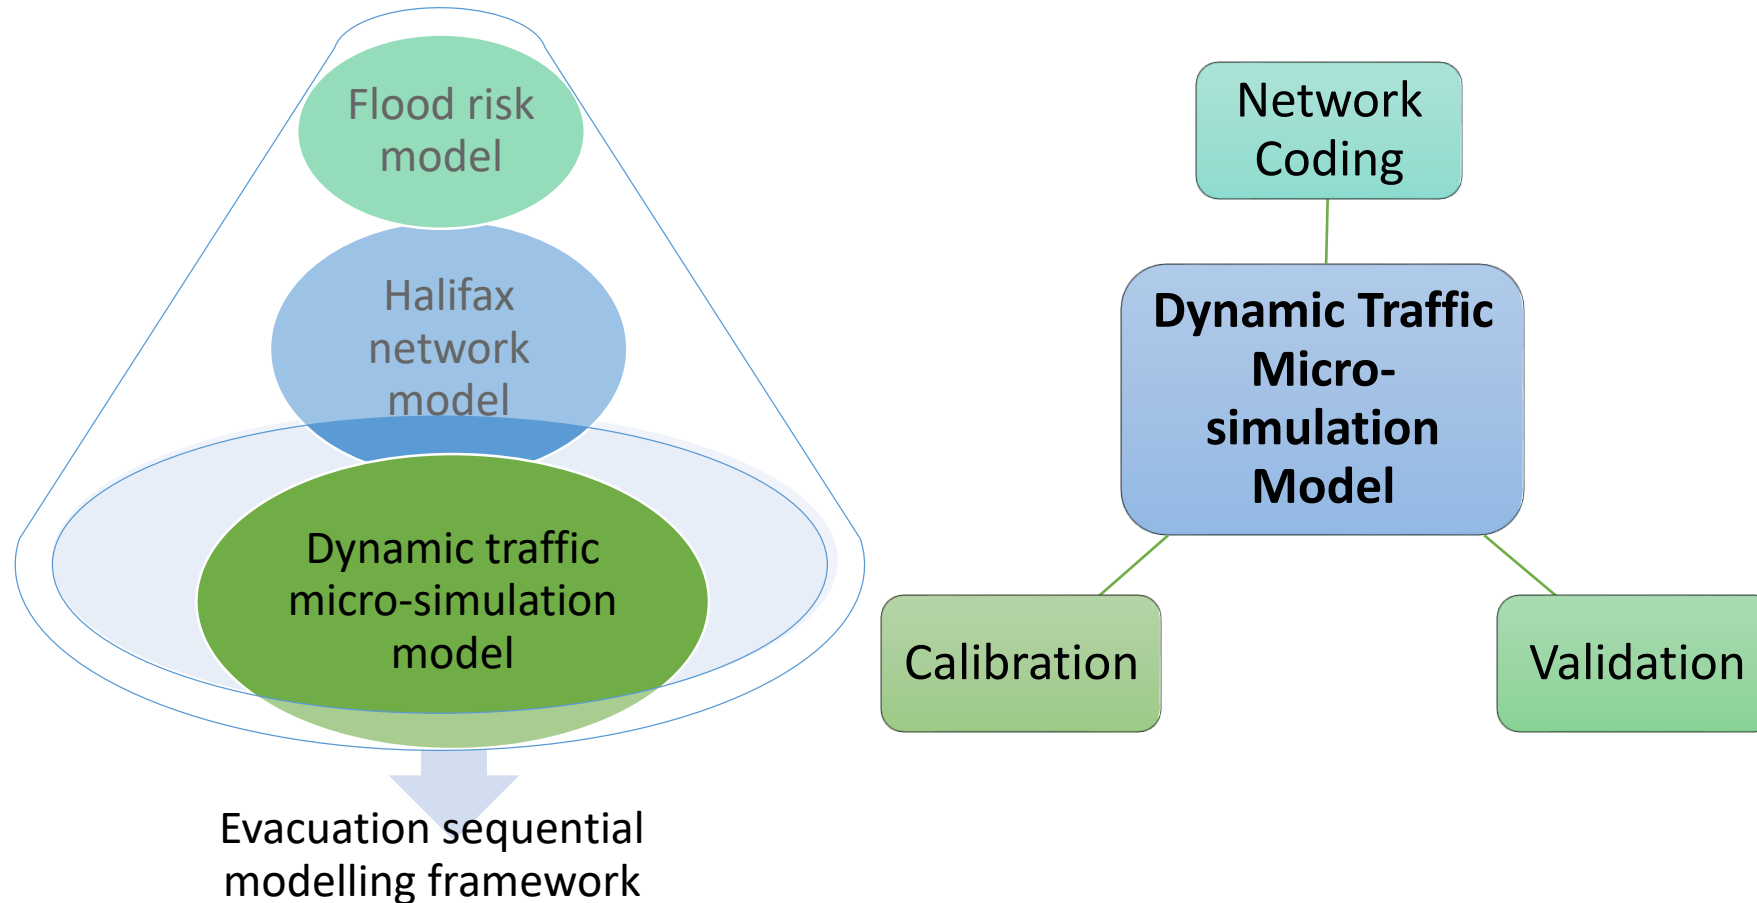 Flood risk
model
Halifax
network
model
Dynamic traffic
micro-simulation
model
Evacuation sequential
modelling framework
Network
Coding
Dynamic Traffic
Micro-
simulation
Model
Calibration
Validation